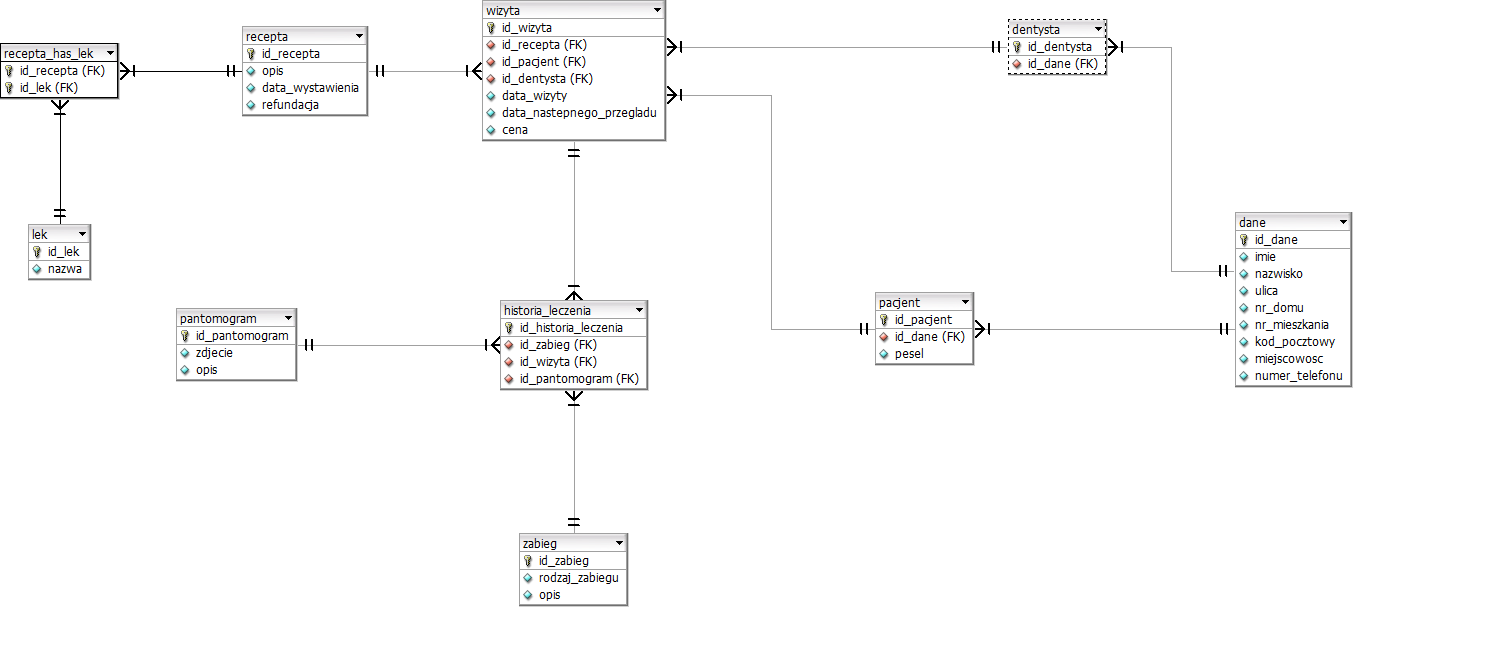 wizyta
id_wizyta
id_recepta (FK)
id_pacjent (FK)
id_dentysta (FK)
data_wizyty
data_nastepnego_przegladu
cena
recepta
id_recepta
opis
data_wystawienia
refundacja
recepta_has_lek
id_recepta (FK)
id_lek (FK)
dentysta
id_dentysta
id_dane (FK)
lek
id_lek
nazwa
dane
id_dane
imie
nazwisko
ulica
nr_domu
nr_mieszkania
kod_pocztowy
miejscowosc
numer_telefonu
pantomogram
id_pantomogram
zdjecie
opis
historia_leczenia
id_historia_leczenia
id_zabieg (FK)
id_wizyta (FK)
id_pantomogram (FK)
pacjent
id_pacjent
id_dane (FK)
pesel
zabieg
id_zabieg
rodzaj_zabiegu
opis